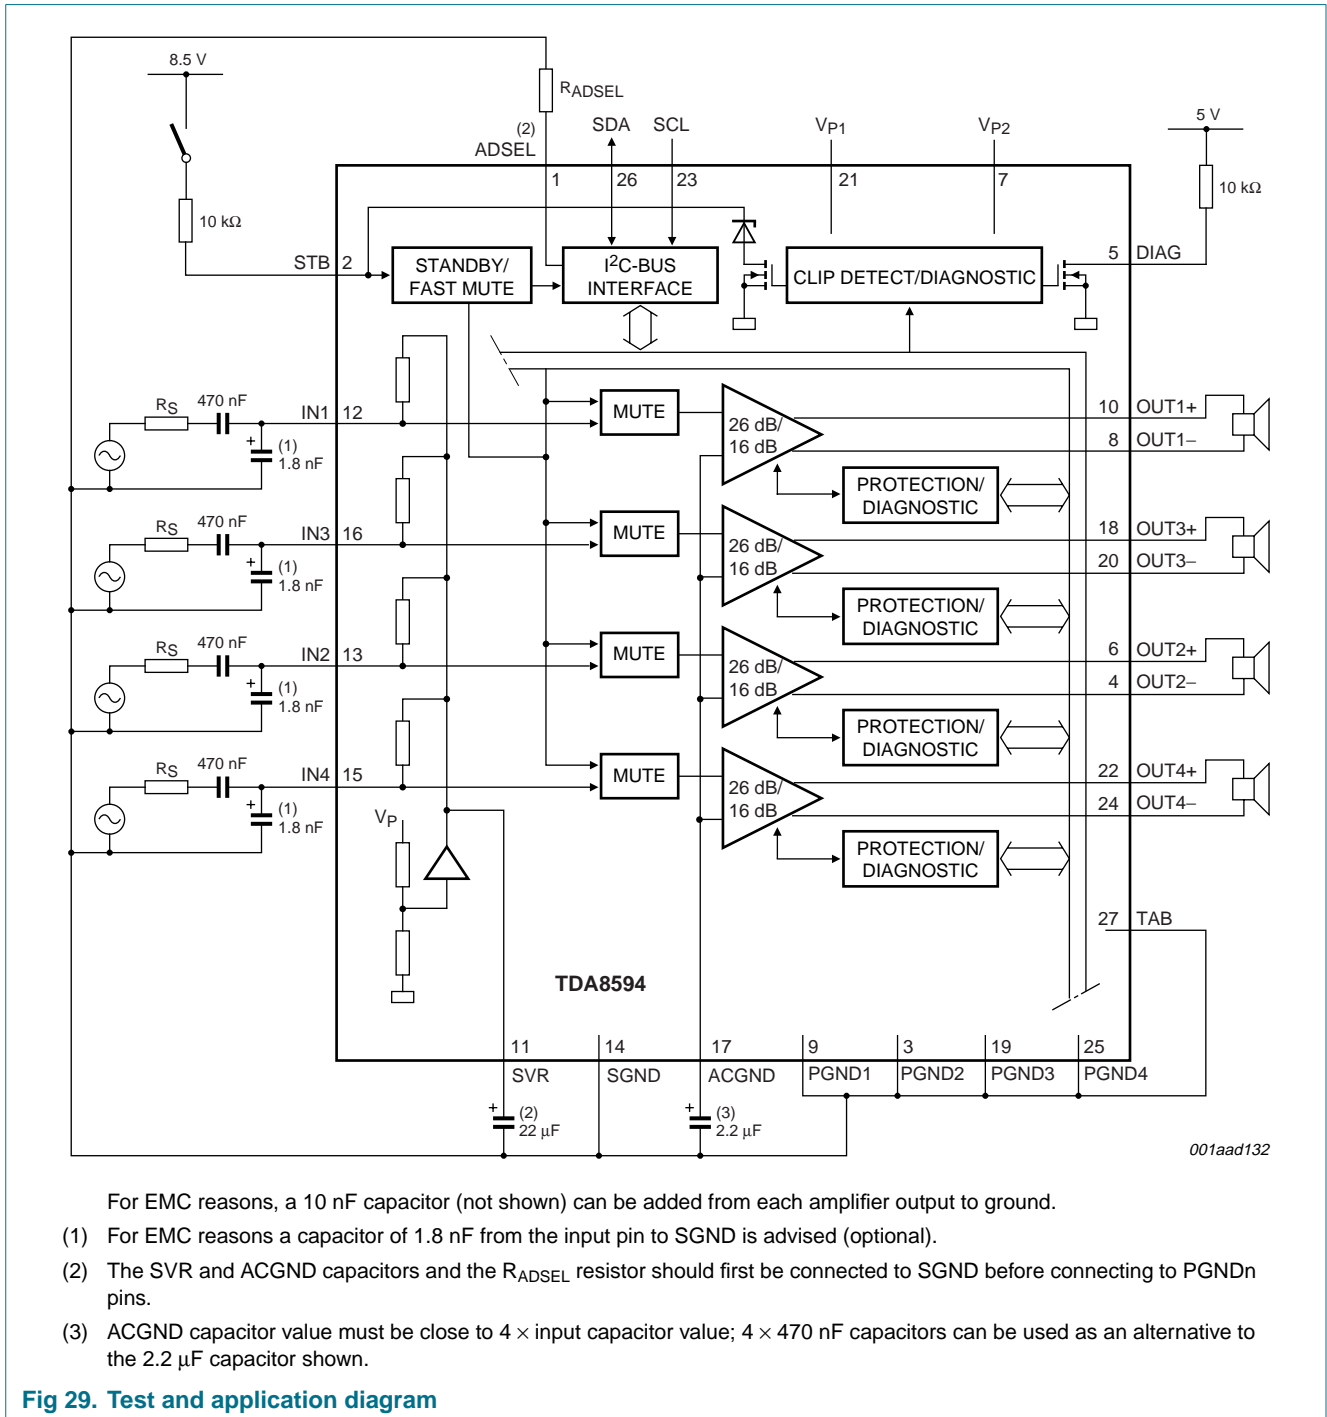 8.5 V
RADSEL
(2)
ADSEL
SDA
SCL
VP1
VP2
5 V
1
26
23
21
7
10 kΩ
10 kΩ
STB
2
STANDBY/
FAST MUTE
I2C-BUS
INTERFACE
CLIP DETECT/DIAGNOSTIC
5
DIAG
RS
470 nF
IN1
12
+
(1)
1.8 nF
MUTE
26 dB/
16 dB
10
OUT1+
8
OUT1−
PROTECTION/
DIAGNOSTIC
RS
470 nF
IN3
16
+
(1)
1.8 nF
MUTE
26 dB/
16 dB
18
OUT3+
20
OUT3−
PROTECTION/
DIAGNOSTIC
RS
470 nF
IN2
13
+
(1)
1.8 nF
MUTE
26 dB/
16 dB
6
OUT2+
4
OUT2−
PROTECTION/
DIAGNOSTIC
RS
470 nF
IN4
15
+
(1)
1.8 nF
MUTE
26 dB/
16 dB
22
OUT4+
24
OUT4−
PROTECTION/
DIAGNOSTIC
VP
27
TAB
TDA8594
11
14
17
9
3
19
25
SVR
SGND
ACGND
PGND1
PGND2
PGND3
PGND4
+
(2)
22 μF
+
(3)
2.2 μF
001aad132
For EMC reasons, a 10 nF capacitor (not shown) can be added from each amplifier output to ground.
(1) For EMC reasons a capacitor of 1.8 nF from the input pin to SGND is advised (optional).
(2) The SVR and ACGND capacitors and the RADSEL resistor should first be connected to SGND before connecting to PGNDn
pins.
(3) ACGND capacitor value must be close to 4 × input capacitor value; 4 × 470 nF capacitors can be used as an alternative to
the 2.2 μF capacitor shown.
Fig 29. Test and application diagram